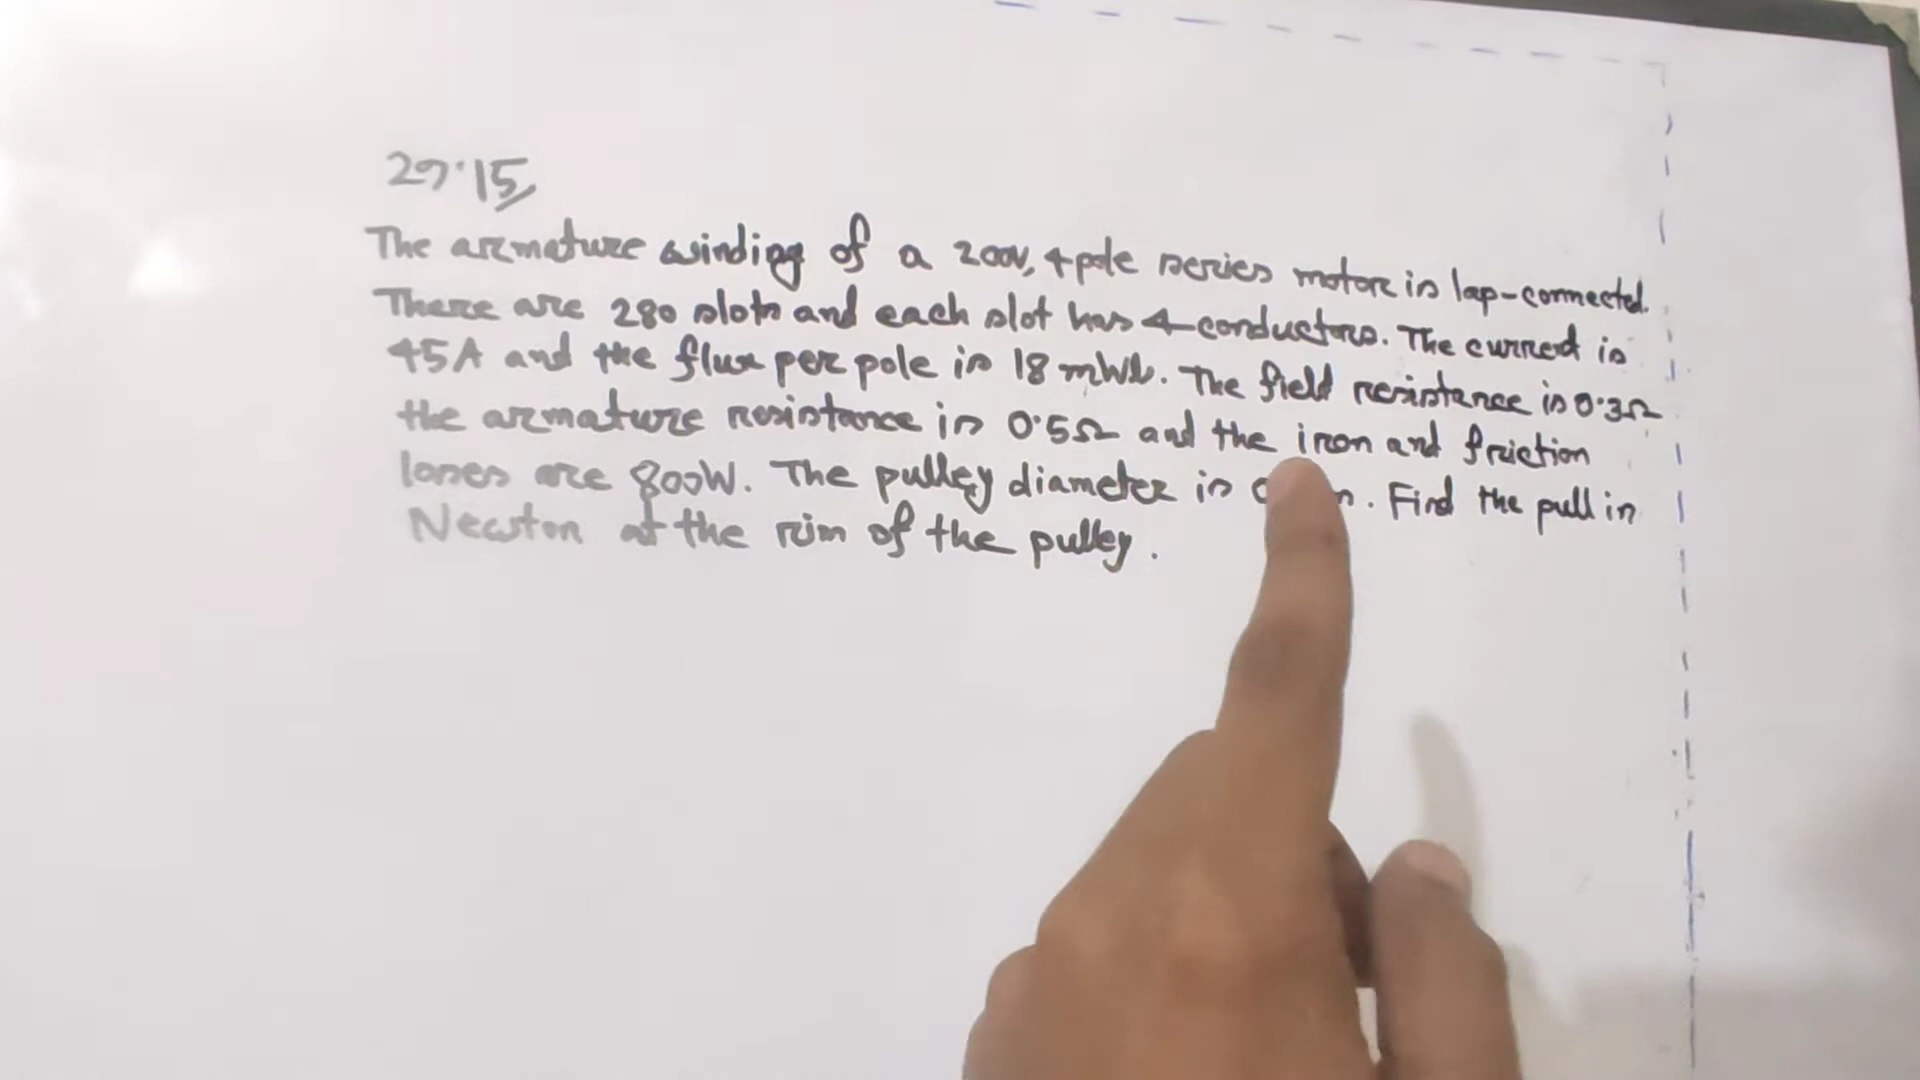 29.15
The armature winding of a 200V, 4 pole series motor is lap-connected.
There are 280 slots and each slot has 4-conductors. The current is
45A and the flux per pole is 18 mWb. The field resistance is 0.3Ω
the armature resistance is 0.5Ω and the iron and friction
losses are 800W. The pulley diameter is . Find the pull in
Newton at the rim of the pulley.